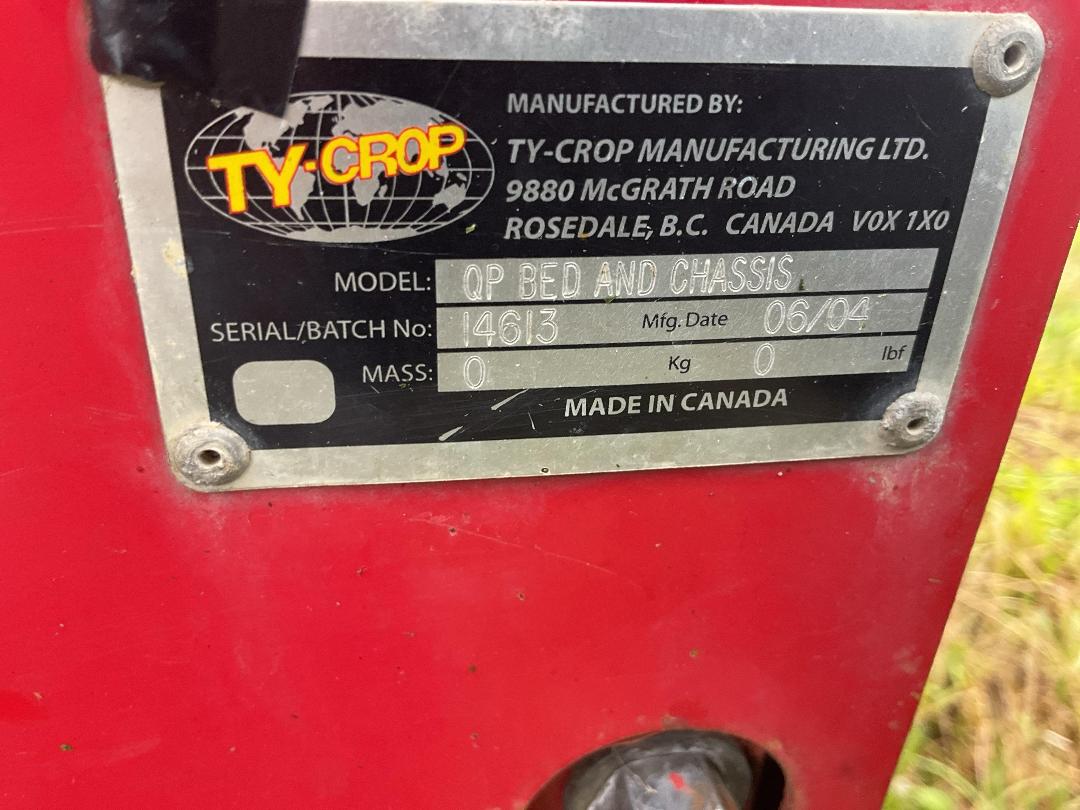 TY-CROP
MANUFACTURED BY:
TY-CROP MANUFACTURING LTD.
9880 McGRATH ROAD
ROSEDALE, B.C. CANADA V0X 1X0
MODEL: QP BED AND CHASSIS
SERIAL/BATCH No: 14613 Mfg. Date 06/04
MASS: 0 Kg 0 lbf
MADE IN CANADA